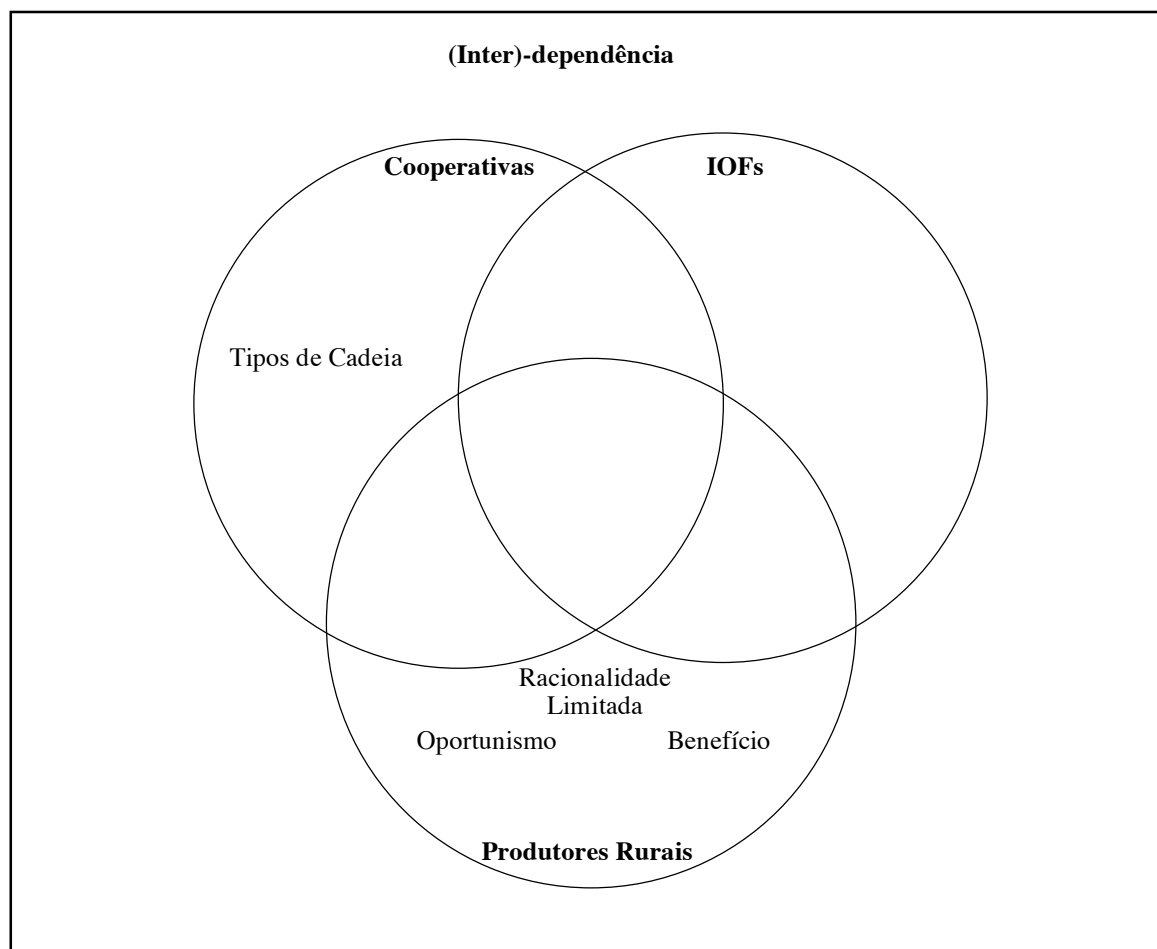 (Inter)-dependência
Cooperativas
IOFs
Tipos de Cadeia
Racionalidade
Limitada
Oportunismo
Benefício
Produtores Rurais